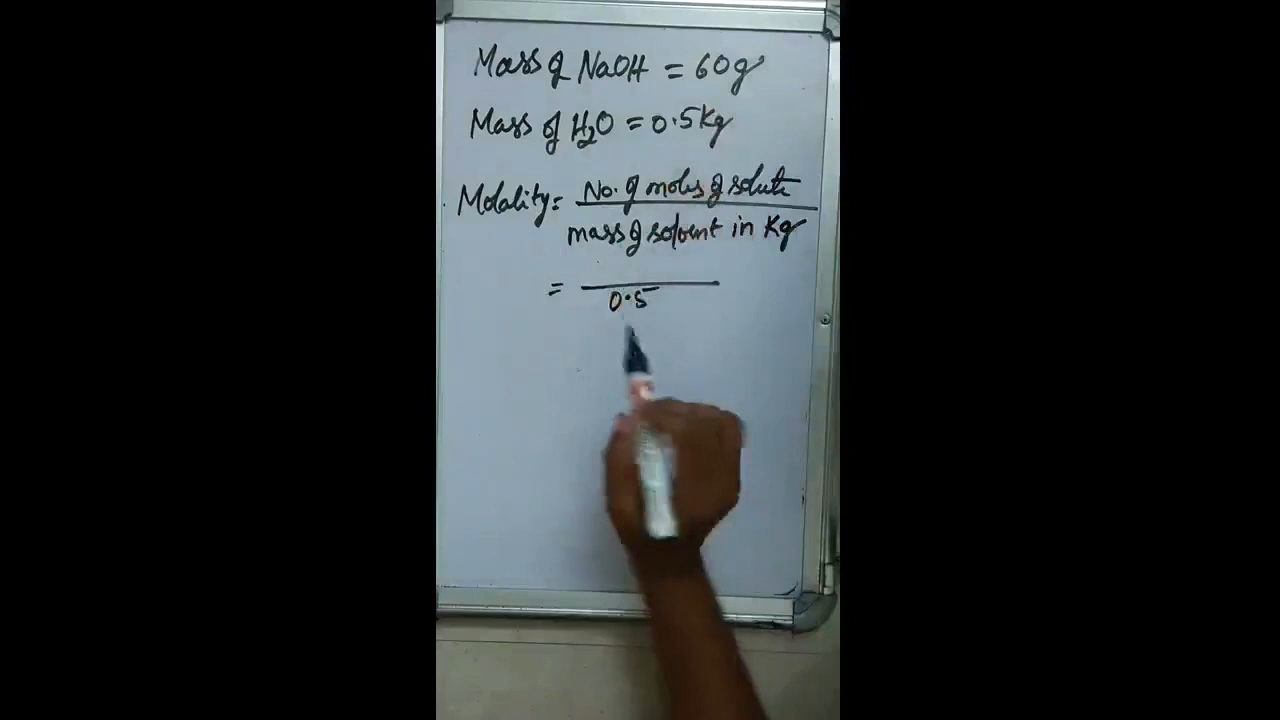 Mass of NaOH = 60g
Mass of H₂O = 0.5Kg
Molality = No. of moles of solute
mass of solvent in Kg
=
0.5